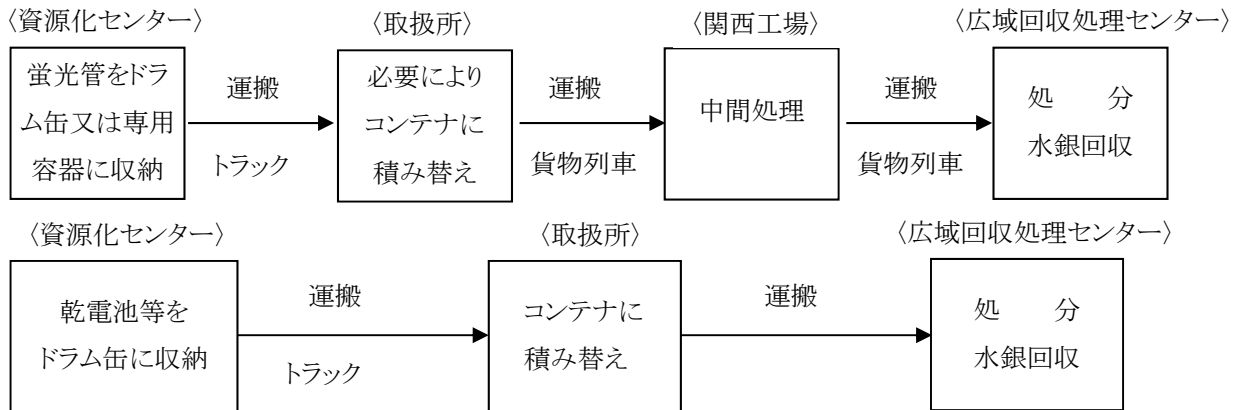 〈資源化センター〉
〈取扱所〉
〈関西工場〉
〈広域回収処理センター〉
蛍光管をドラ
ム缶又は専用
容器に収納
運搬
トラック
必要により
コンテナに
積み替え
運搬
貨物列車
中間処理
運搬
貨物列車
処　　分
水銀回収
〈資源化センター〉
〈取扱所〉
〈広域回収処理センター〉
乾電池等を
ドラム缶に収納
運搬
トラック
コンテナに
積み替え
運搬
処　　分
水銀回収